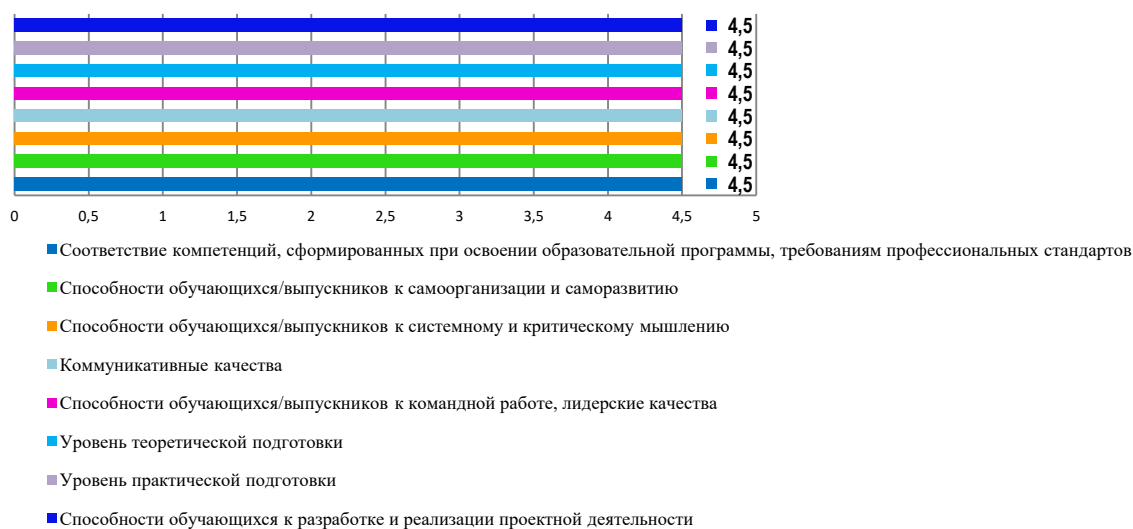 4,5
4,5
4,5
4,5
4,5
4,5
4,5
4,5
0 0,5 1 1,5 2 2,5 3 3,5 4 4,5 5
Соответствие компетенций, сформированных при освоении образовательной программы, требованиям профессиональных стандартов
Способности обучающихся/выпускников к самоорганизации и саморазвитию
Способности обучающихся/выпускников к системному и критическому мышлению
Коммуникативные качества
Способности обучающихся/выпускников к командной работе, лидерские качества
Уровень теоретической подготовки
Уровень практической подготовки
Способности обучающихся к разработке и реализации проектной деятельности